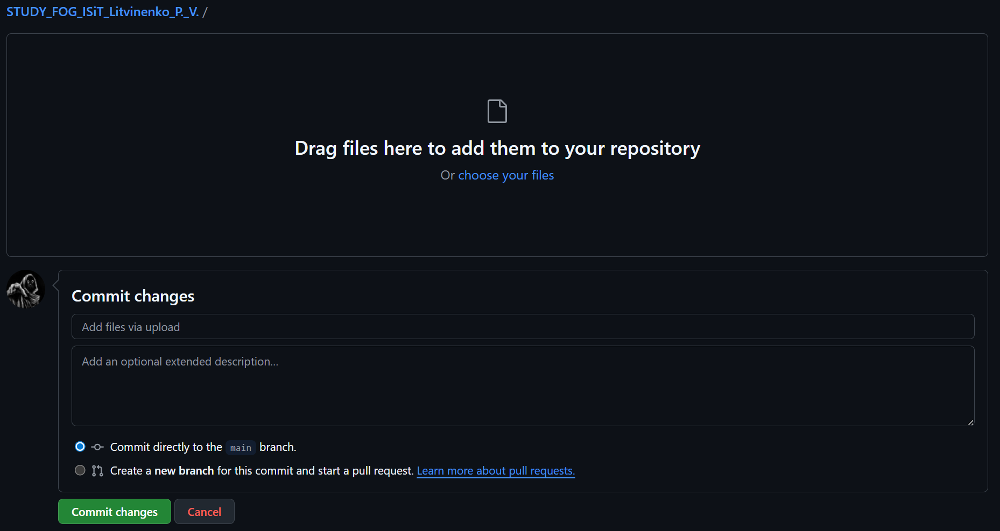 STUDY_FOG_ISiT_Litvinenko_P._V. /
Drag files here to add them to your repository
Or choose your files
Commit changes
Add files via upload
Add an optional extended description...
Commit directly to the main branch.
Create a new branch for this commit and start a pull request. Learn more about pull requests.
Commit changes Cancel